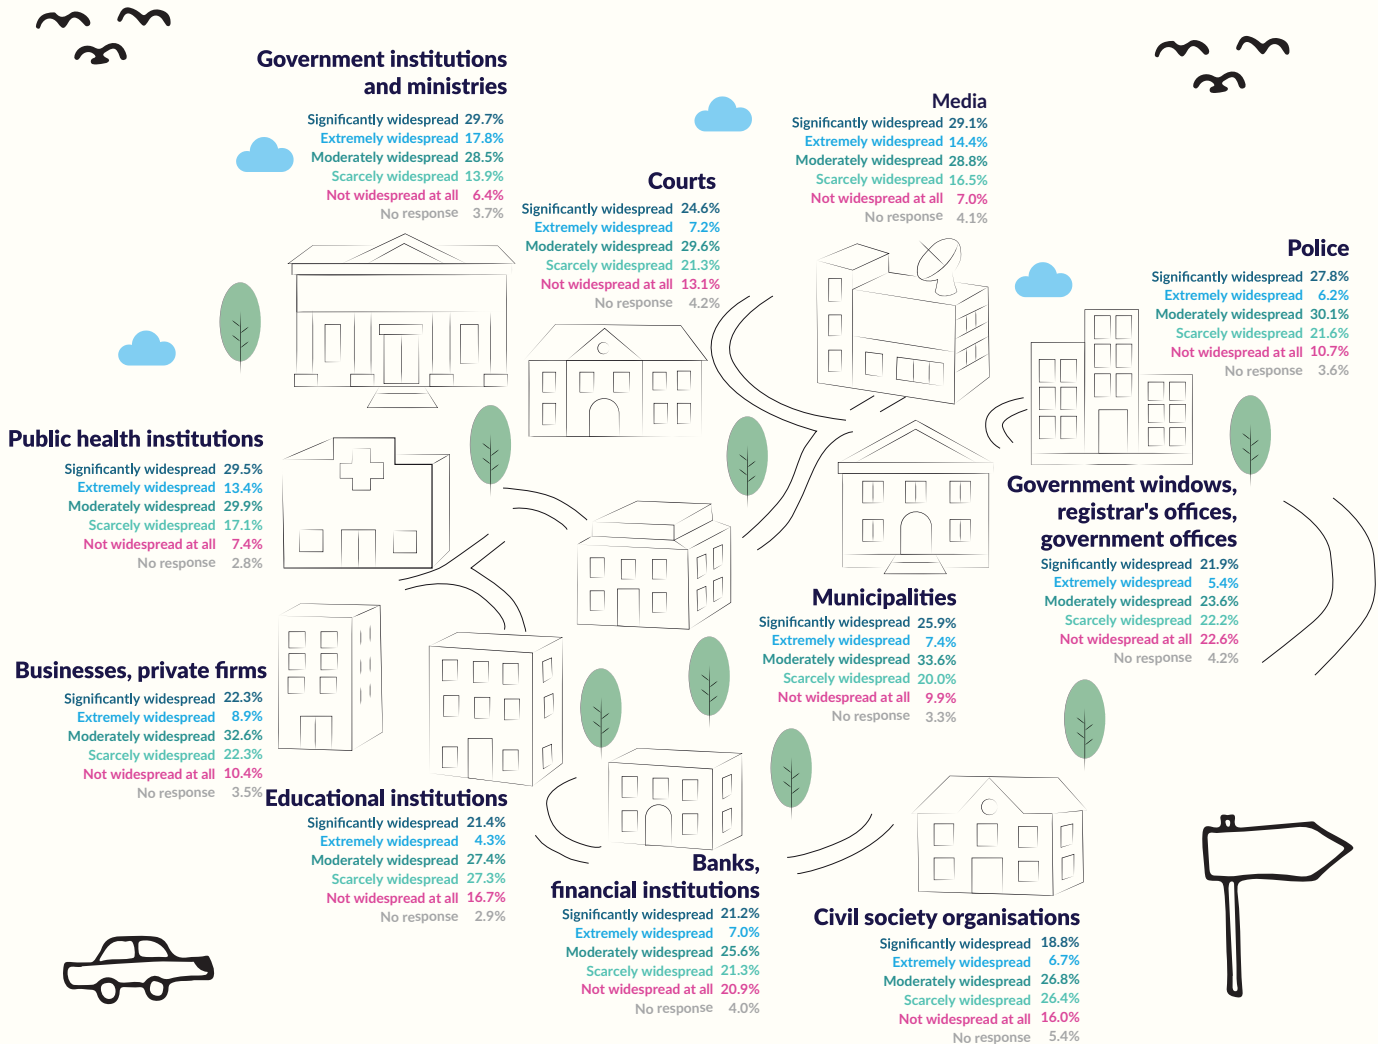 Government institutions
and ministries
Significantly widespread 29.7%
Extremely widespread 17.8%
Moderately widespread 28.5%
Scarcely widespread 13.9%
Not widespread at all 6.4%
No response 3.7%
Courts
Significantly widespread 24.6%
Extremely widespread 7.2%
Moderately widespread 29.6%
Scarcely widespread 21.3%
Not widespread at all 13.1%
No response 4.2%
Media
Significantly widespread 29.1%
Extremely widespread 14.4%
Moderately widespread 28.8%
Scarcely widespread 16.5%
Not widespread at all 7.0%
No response 4.1%
Police
Significantly widespread 27.8%
Extremely widespread 6.2%
Moderately widespread 30.1%
Scarcely widespread 21.6%
Not widespread at all 10.7%
No response 3.6%
Public health institutions
Significantly widespread 29.5%
Extremely widespread 13.4%
Moderately widespread 29.9%
Scarcely widespread 17.1%
Not widespread at all 7.4%
No response 2.8%
Government windows,
registrar's offices,
government offices
Significantly widespread 21.9%
Extremely widespread 5.4%
Moderately widespread 23.6%
Scarcely widespread 22.2%
Not widespread at all 22.6%
No response 4.2%
Municipalities
Significantly widespread 25.9%
Extremely widespread 7.4%
Moderately widespread 33.6%
Scarcely widespread 20.0%
Not widespread at all 9.9%
No response 3.3%
Businesses, private firms
Significantly widespread 22.3%
Extremely widespread 8.9%
Moderately widespread 32.6%
Scarcely widespread 22.3%
Not widespread at all 10.4%
No response 3.5%
Educational institutions
Significantly widespread 21.4%
Extremely widespread 4.3%
Moderately widespread 27.4%
Scarcely widespread 27.3%
Not widespread at all 16.7%
No response 2.9%
Banks,
financial institutions
Significantly widespread 21.2%
Extremely widespread 7.0%
Moderately widespread 25.6%
Scarcely widespread 21.3%
Not widespread at all 20.9%
No response 4.0%
Civil society organisations
Significantly widespread 18.8%
Extremely widespread 6.7%
Moderately widespread 26.8%
Scarcely widespread 26.4%
Not widespread at all 16.0%
No response 5.4%